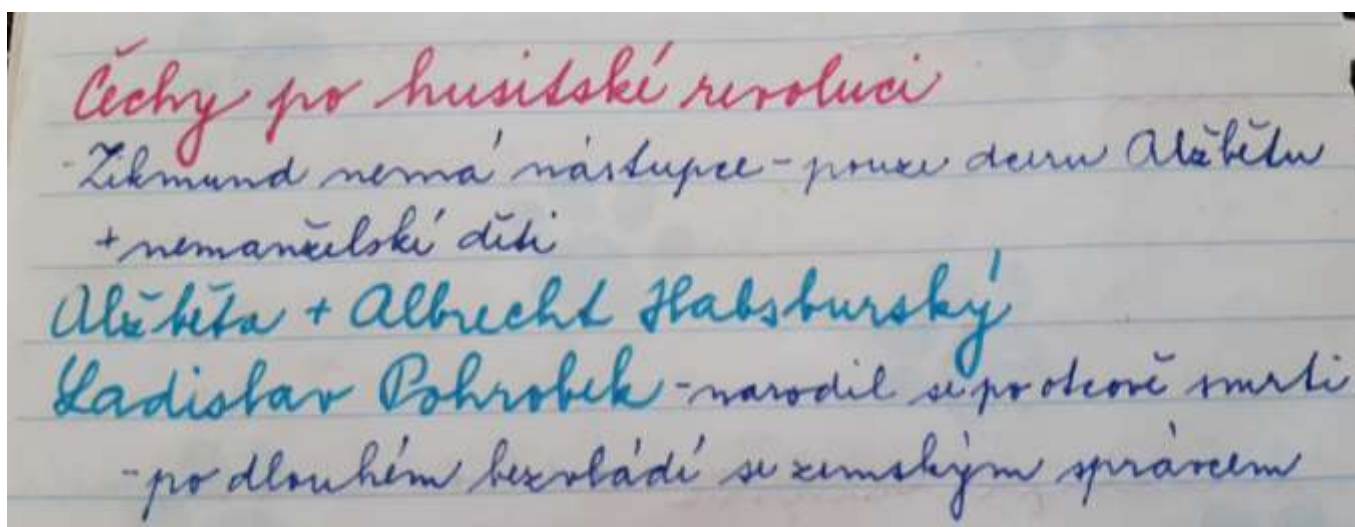 Čechy po husitské revoluci
- Zikmund nemá nástupce - pouze dceru Alžbětu
+ nemanželské děti
Alžběta + Albrecht Habsburský
Ladislav Pohrobek - narodil se po otcově smrti
- po dlouhém bezvládí se zemským správcem